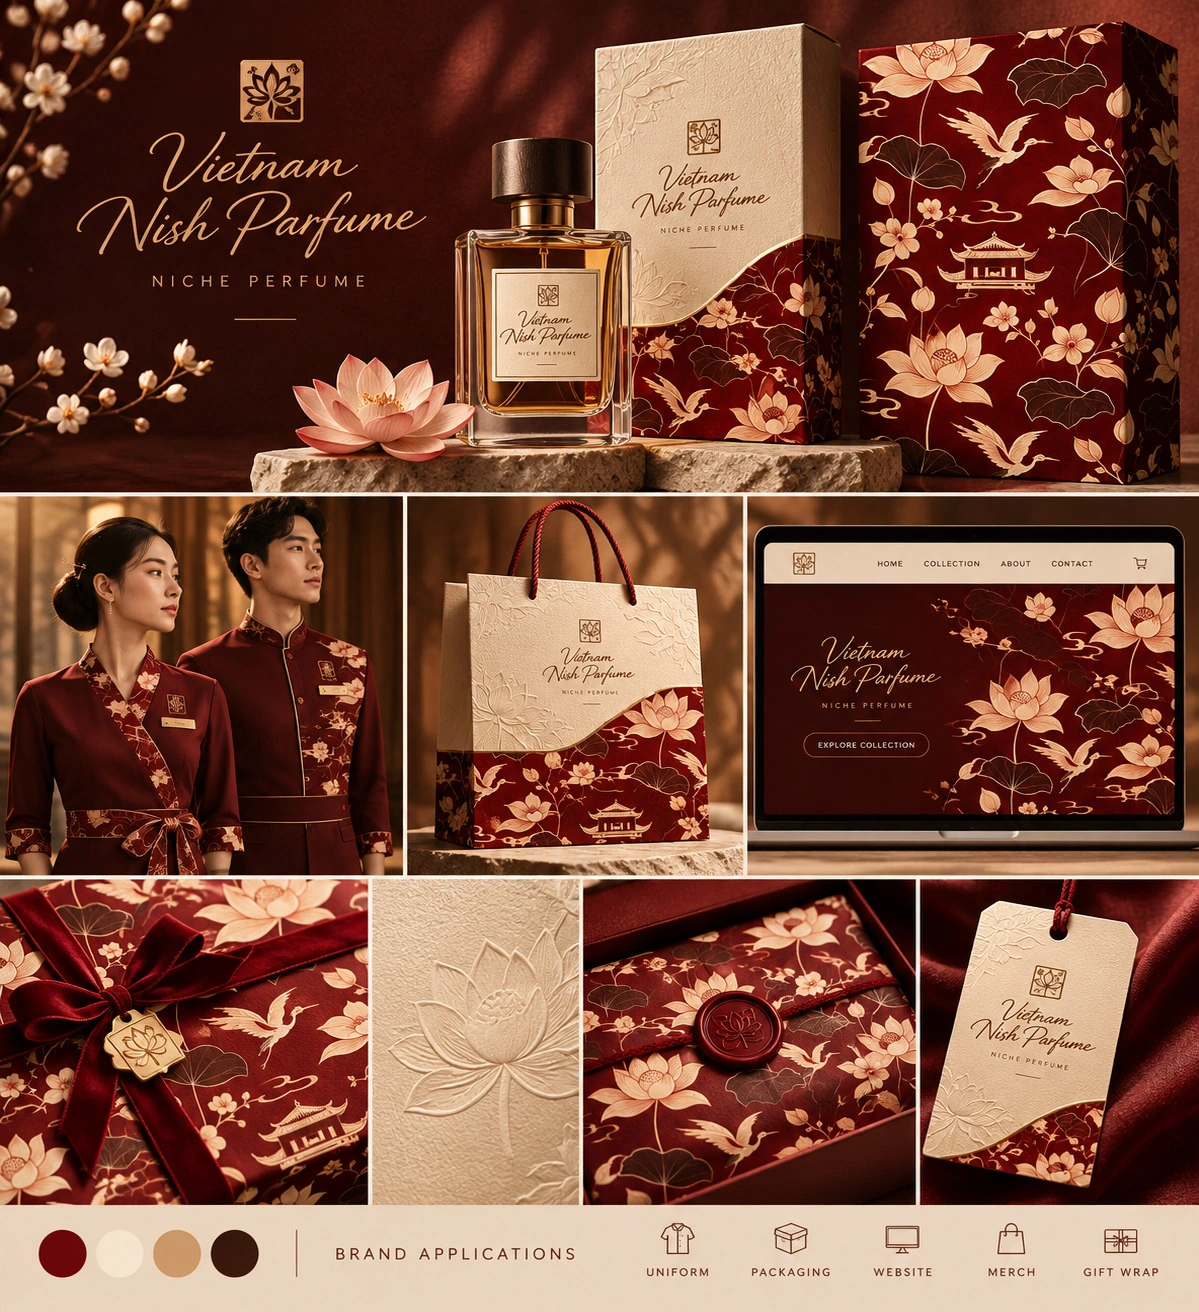 Vietnam
Nish Parfume
NICHE PERFUME
Vietnam
Nish Parfume
NICHE PERFUME
Vietnam
Nish Parfume
NICHE PERFUME
Vietnam
Nish Parfume
NICHE PERFUME
HOME COLLECTION ABOUT CONTACT
Vietnam
Nish Parfume
NICHE PERFUME
EXPLORE COLLECTION
Vietnam
Nish Parfume
NICHE PERFUME
BRAND APPLICATIONS
UNIFORM PACKAGING WEBSITE MERCH GIFT WRAP